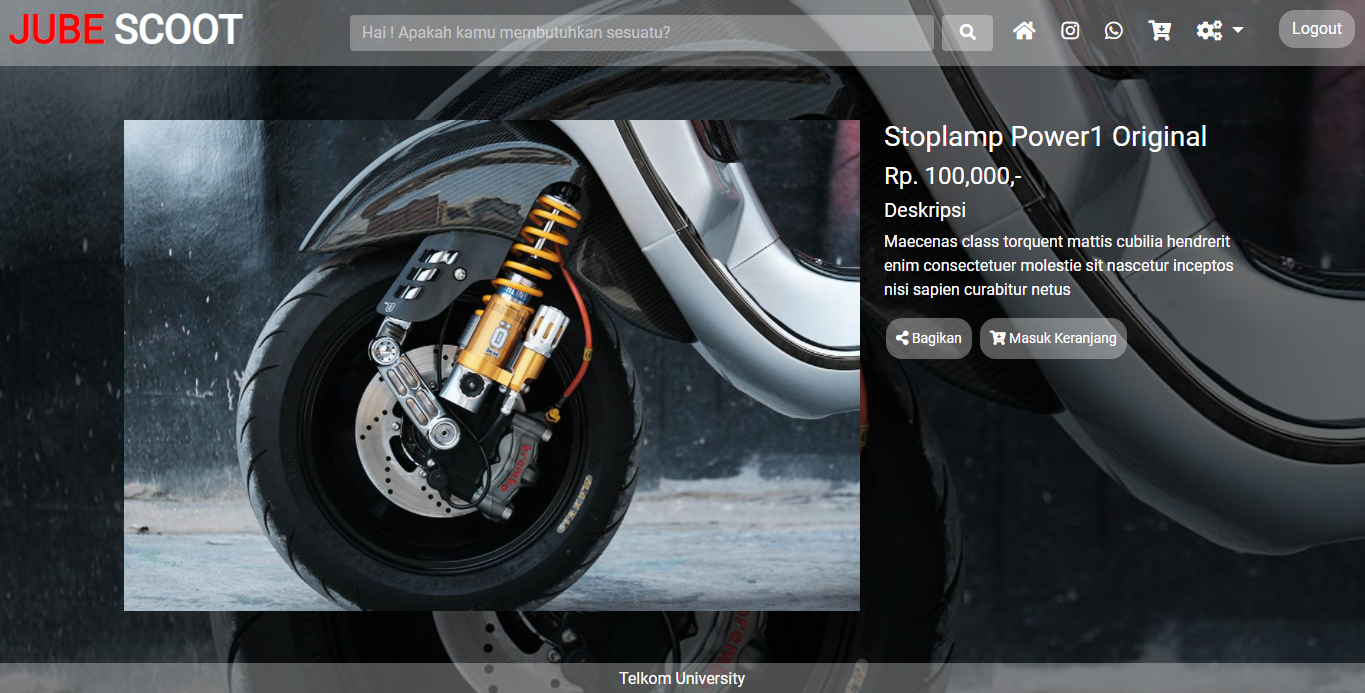 JUBE SCOOT
Hai ! Apakah kamu membutuhkan sesuatu?
Logout
Stoplamp Power1 Original
Rp. 100,000,-
Deskripsi
Maecenas class torquent mattis cubilia hendrerit
enim consectetuer molestie sit nascetur inceptos
nisi sapien curabitur netus
Bagikan
Masuk Keranjang
brembo
Telkom University